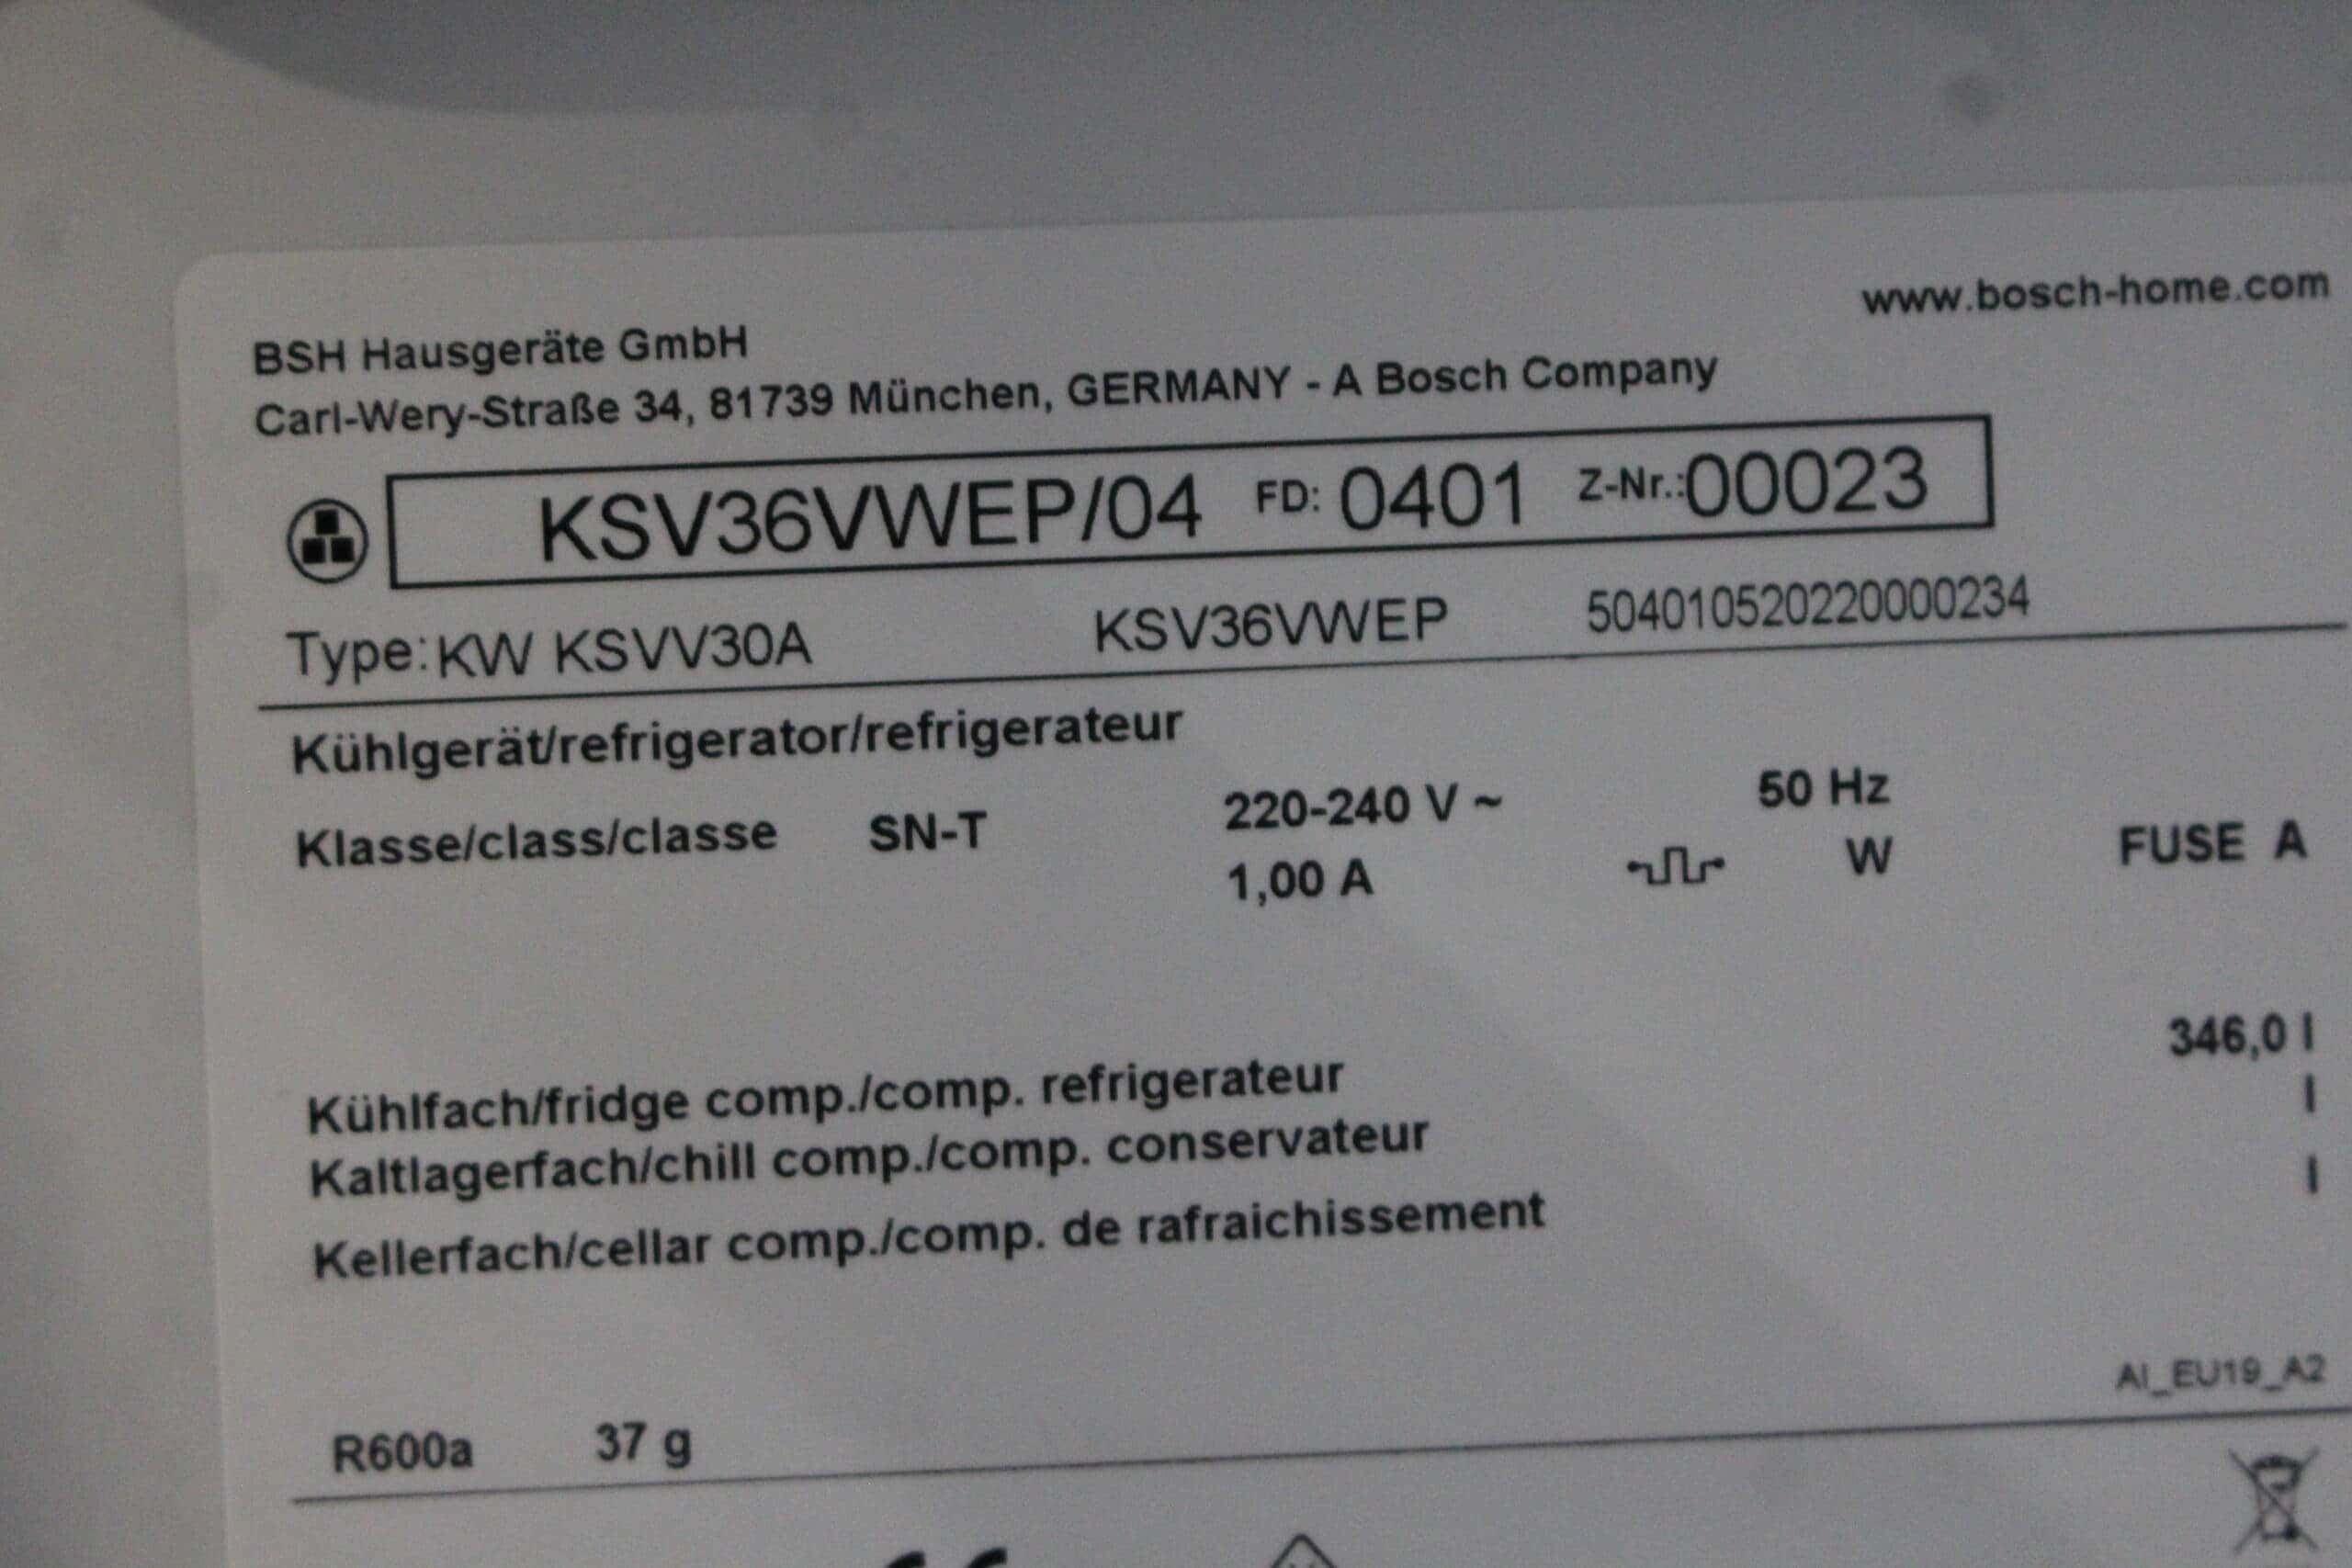 www.bosch-home.com
BSH Hausgeräte GmbH
Carl-Wery-Straße 34, 81739 München, GERMANY - A Bosch Company
KSV36VWEP/04 FD: 0401 Z-Nr.:00023
Type: KW KSVV30A KSV36VWEP 504010520220000234
Kühlgerät/refrigerator/refrigerateur
Klasse/class/classe SN-T 220-240 V ~ 50 Hz
1,00 A W FUSE A
Kühlfach/fridge comp./comp. refrigerateur 346,0 l
Kaltlagerfach/chill comp./comp. conservateur l
Kellerfach/cellar comp./comp. de rafraichissement l
AI_EU19_A2
R600a 37 g